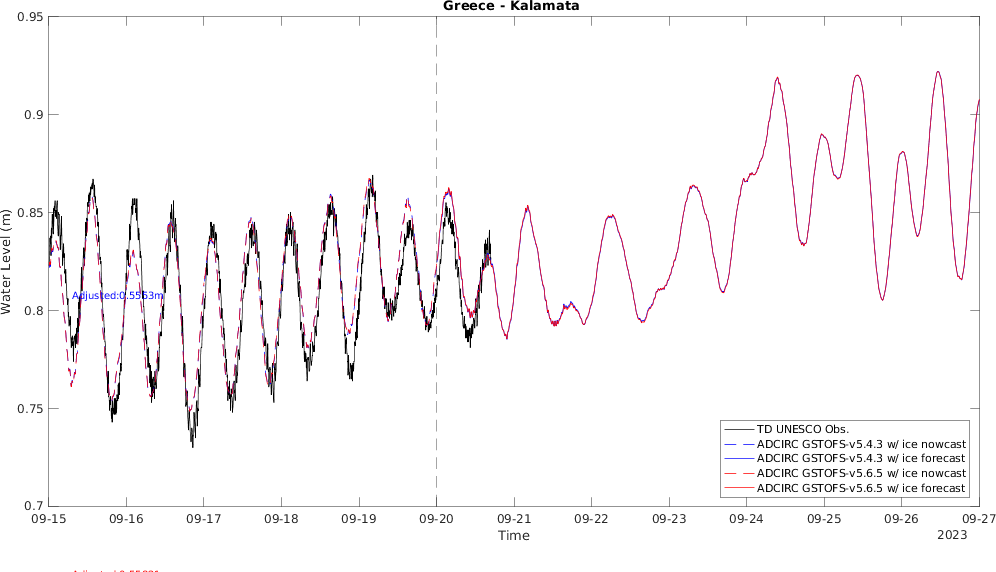 Greece - Kalamata
0.95
0.9
0.85
0.8
0.75
0.7
Water Level (m)
Adjusted:0.5563m
TD UNESCO Obs.
ADCIRC GSTOFS-v5.4.3 w/ ice nowcast
ADCIRC GSTOFS-v5.4.3 w/ ice forecast
ADCIRC GSTOFS-v5.6.5 w/ ice nowcast
ADCIRC GSTOFS-v5.6.5 w/ ice forecast
09-15 09-16 09-17 09-18 09-19 09-20 09-21 09-22 09-23 09-24 09-25 09-26 09-27
Time
2023